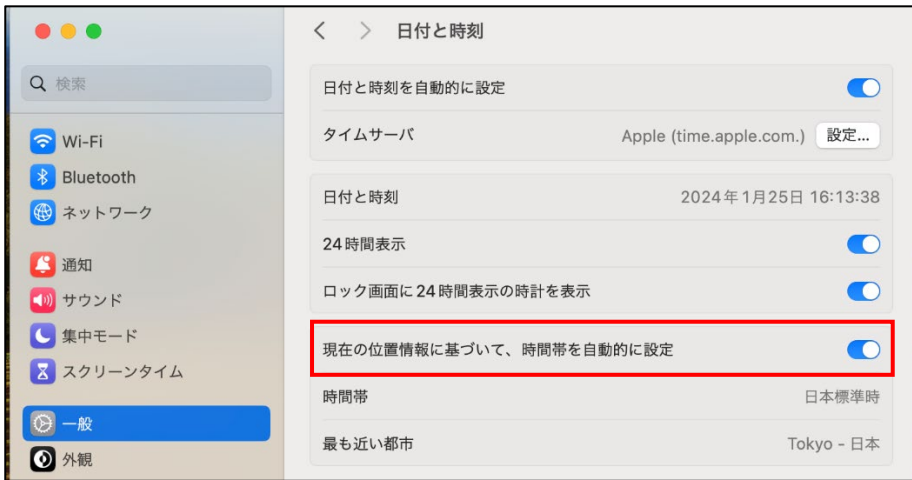 日付と時刻
検索
Wi-Fi
Bluetooth
ネットワーク
通知
サウンド
集中モード
スクリーンタイム
一般
外観
日付と時刻を自動的に設定
タイムサーバ Apple (time.apple.com.) 設定...
日付と時刻 2024年1月25日 16:13:38
24時間表示
ロック画面に24時間表示の時計を表示
現在の位置情報に基づいて、時間帯を自動的に設定
時間帯 日本標準時
最も近い都市 Tokyo - 日本